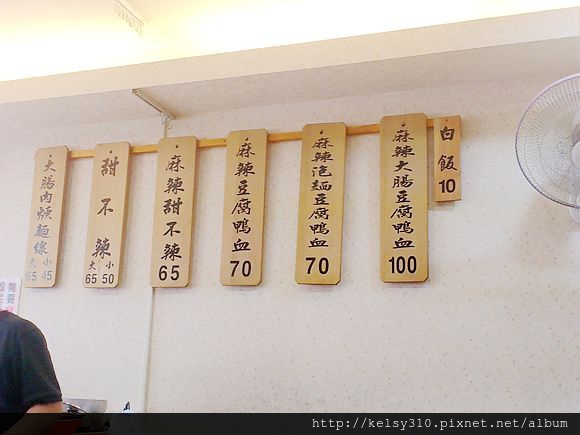 白飯
10
麻辣大腸豆腐鴨血
100
麻辣泡麵豆腐鴨血
70
麻辣豆腐鴨血
70
麻辣甜不辣
65
甜不辣
大 小
65 50
大腸肉焿麵線
大 小
65 45
http://kelsy310.pixnet.net/album